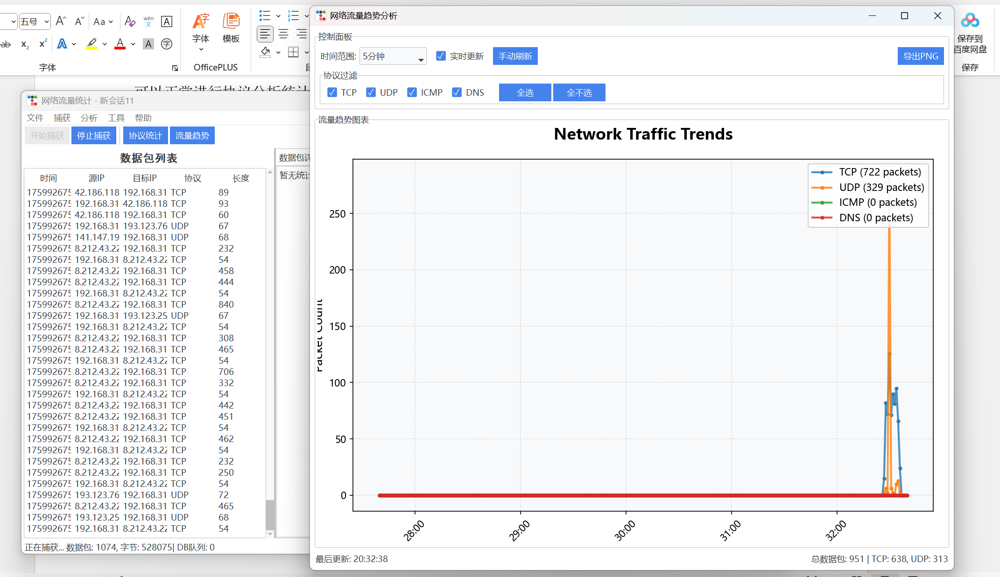 五号
Aa
wén
文
A
字体
模板
ab
x₂
x²
A
A
A
字
字体
OfficePLUS
保存到
百度网盘
保存
网络流量统计 - 新会话11
文件 捕获 分析 工具 帮助
开始捕获 停止捕获 协议统计 流量趋势
数据包列表
时间 源IP 目标IP 协议 长度
175992675 42.186.118 192.168.31 TCP 89
175992675 192.168.31 42.186.118 TCP 93
175992675 42.186.118 192.168.31 TCP 60
175992675 192.168.31 193.123.76 UDP 67
175992675 141.147.19 192.168.31 UDP 68
175992675 8.212.43.22 192.168.31 TCP 232
175992675 192.168.31 8.212.43.22 TCP 54
175992675 8.212.43.22 192.168.31 TCP 458
175992675 8.212.43.22 192.168.31 TCP 444
175992675 192.168.31 8.212.43.22 TCP 54
175992675 8.212.43.22 192.168.31 TCP 840
175992675 192.168.31 193.123.25 UDP 67
175992675 192.168.31 8.212.43.22 TCP 54
175992675 8.212.43.22 192.168.31 TCP 308
175992675 8.212.43.22 192.168.31 TCP 465
175992675 192.168.31 8.212.43.22 TCP 54
175992675 8.212.43.22 192.168.31 TCP 706
175992675 8.212.43.22 192.168.31 TCP 332
175992675 192.168.31 8.212.43.22 TCP 54
175992675 8.212.43.22 192.168.31 TCP 442
175992675 8.212.43.22 192.168.31 TCP 451
175992675 192.168.31 8.212.43.22 TCP 54
175992675 8.212.43.22 192.168.31 TCP 462
175992675 192.168.31 8.212.43.22 TCP 54
175992675 8.212.43.22 192.168.31 TCP 232
175992675 8.212.43.22 192.168.31 TCP 250
175992675 192.168.31 8.212.43.22 TCP 54
175992675 193.123.76 192.168.31 UDP 72
175992675 8.212.43.22 192.168.31 TCP 465
175992675 193.123.25 192.168.31 UDP 68
175992675 192.168.31 8.212.43.22 TCP 54
正在捕获... 数据包: 1074, 字节: 528075| DB队列: 0
数据包详
暂无统计
网络流量趋势分析
控制面板
时间范围: 5分钟 实时更新 手动刷新 导出PNG
协议过滤
TCP UDP ICMP DNS 全选 全不选
流量趋势图表
Network Traffic Trends
TCP (722 packets)
UDP (329 packets)
ICMP (0 packets)
DNS (0 packets)
Packet Count
250
200
150
100
50
0
28:00 29:00 30:00 31:00 32:00
最后更新: 20:32:38
总数据包: 951 | TCP: 638, UDP: 313